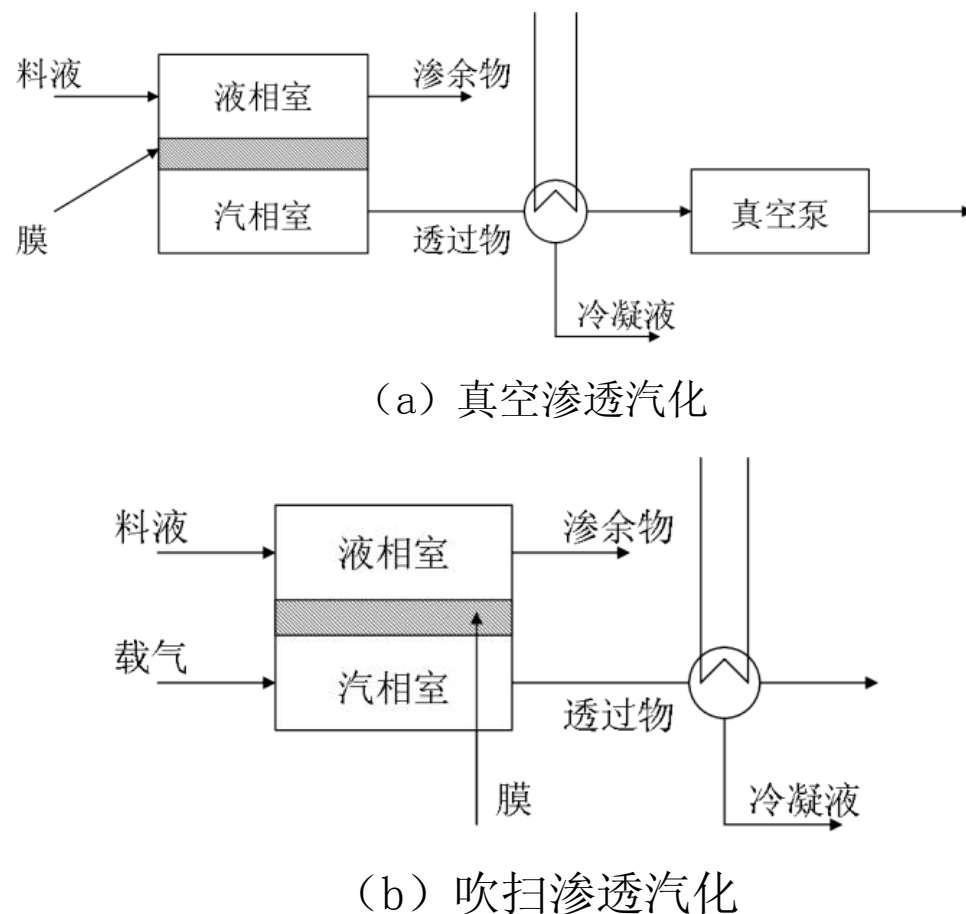 料液
液相室
渗余物
膜
汽相室
透过物
真空泵
冷凝液
（a）真空渗透汽化
料液
液相室
渗余物
载气
汽相室
透过物
膜
冷凝液
（b）吹扫渗透汽化